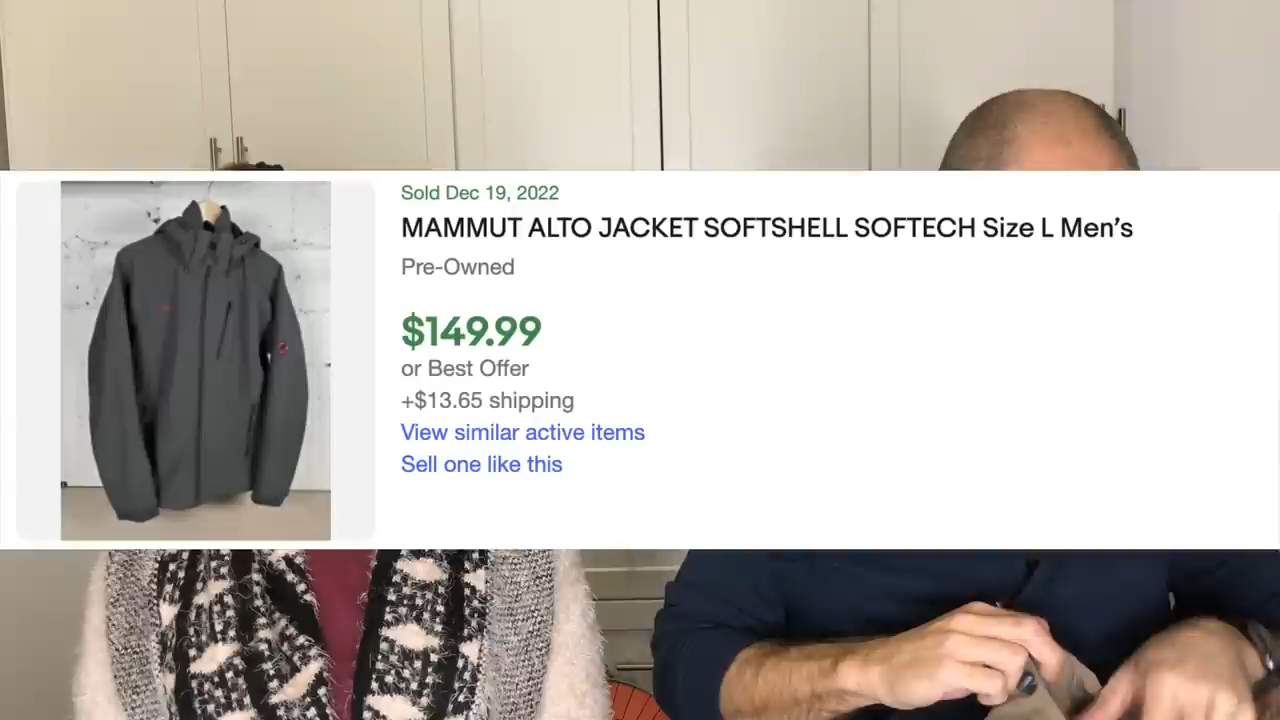 Sold Dec 19, 2022
MAMMUT ALTO JACKET SOFTSHELL SOFTECH Size L Men’s
Pre-Owned
$149.99
or Best Offer
+$13.65 shipping
View similar active items
Sell one like this